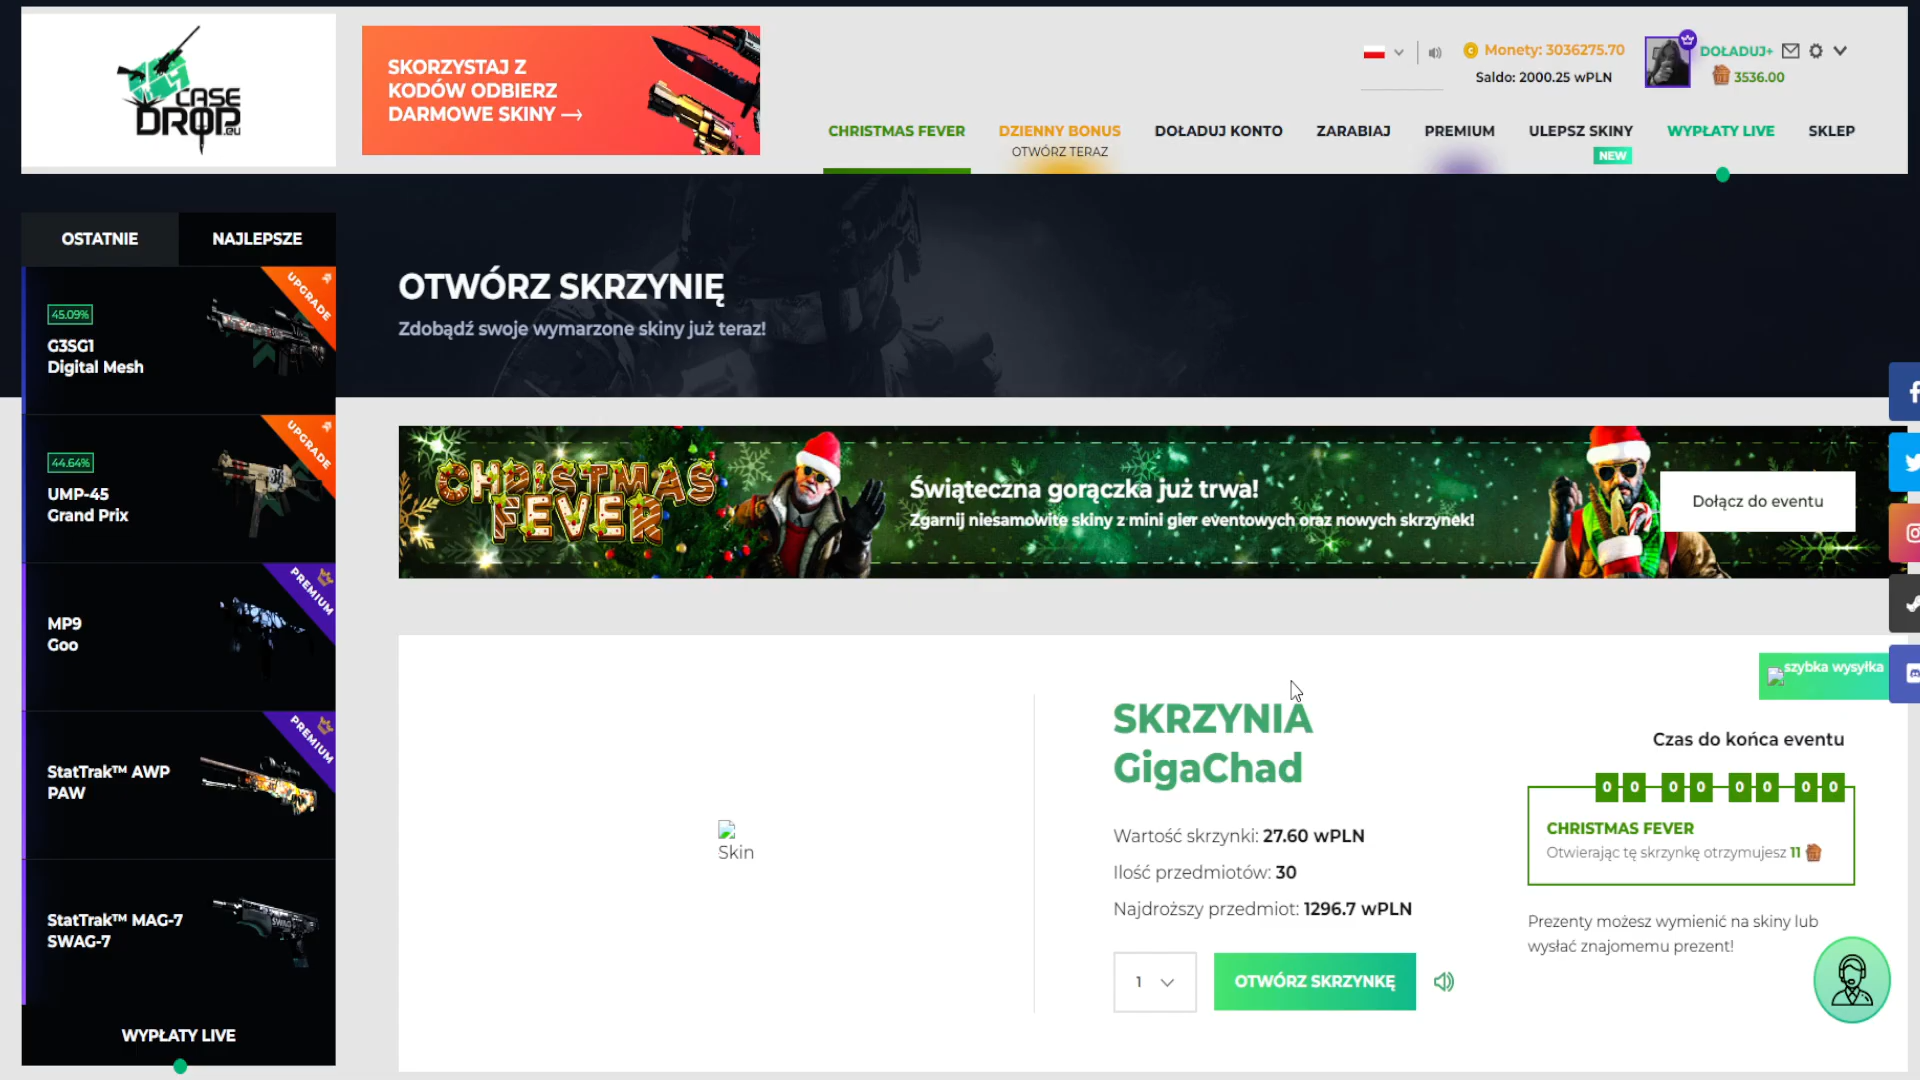 CASE
DROP.eu
SKORZYSTAJ Z
KODÓW ODBIERZ
DARMOWE SKINY →
Monety: 3036275.70
Saldo: 2000.25 wPLN
DOŁADUJ+
3536.00
CHRISTMAS FEVER
DZIENNY BONUS
OTWÓRZ TERAZ
DOŁADUJ KONTO
ZARABIAJ
PREMIUM
ULEPSZ SKINY
NEW
WYPŁATY LIVE
SKLEP
OSTATNIE
NAJLEPSZE
UPGRADE
45.09%
G3SG1
Digital Mesh
UPGRADE
44.64%
UMP-45
Grand Prix
PREMIUM
MP9
Goo
PREMIUM
StatTrak™ AWP
PAW
StatTrak™ MAG-7
SWAG-7
WYPŁATY LIVE
OTWÓRZ SKRZYNIĘ
Zdobądź swoje wymarzone skiny już teraz!
CHRISTMAS
FEVER
Świąteczna gorączka już trwa!
Zgarnij niesamowite skiny z mini gier eventowych oraz nowych skrzynek!
Dołącz do eventu
Skin
SKRZYNIA
GigaChad
Wartość skrzynki: 27.60 wPLN
Ilość przedmiotów: 30
Najdroższy przedmiot: 1296.7 wPLN
1
OTWÓRZ SKRZYNKĘ
szybka wysyłka
Czas do końca eventu
0 0 0 0 0 0 0 0
CHRISTMAS FEVER
Otwierając tę skrzynkę otrzymujesz 11
Prezenty możesz wymienić na skiny lub
wysłać znajomemu prezent!